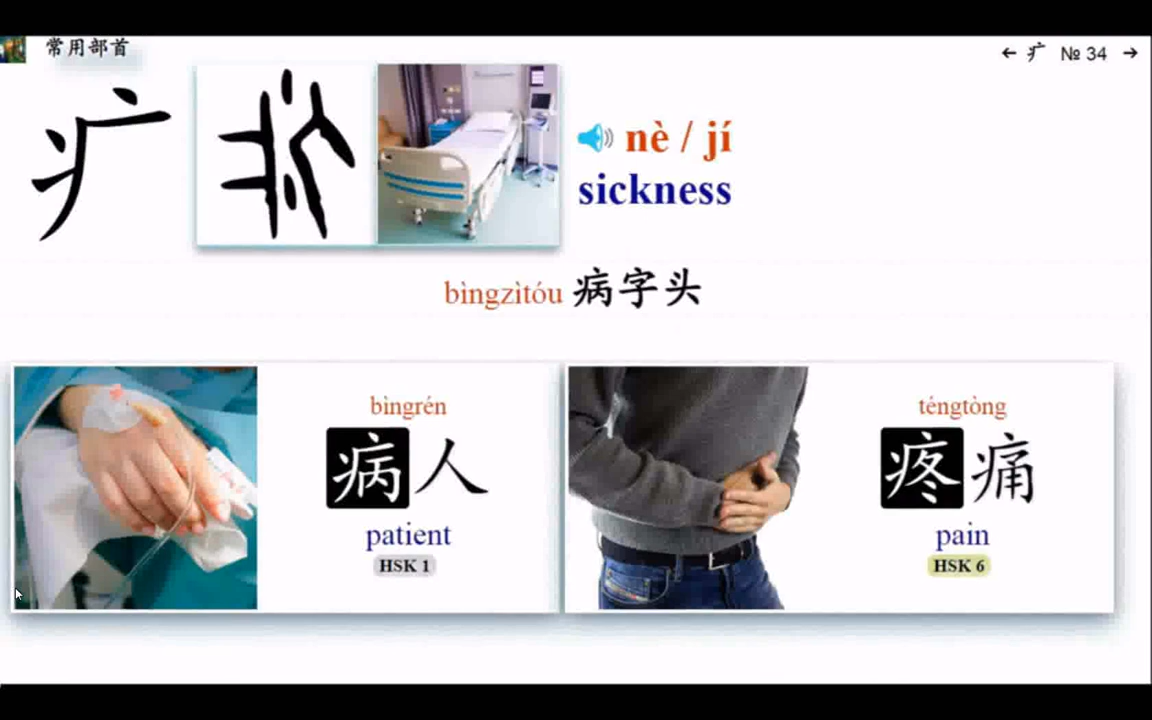 常用部首
← 疒 № 34 →
疒
nè / jí
sickness
bìngzìtóu 病字头
bìngrén
病人
patient
HSK 1
téngtòng
疼痛
pain
HSK 6